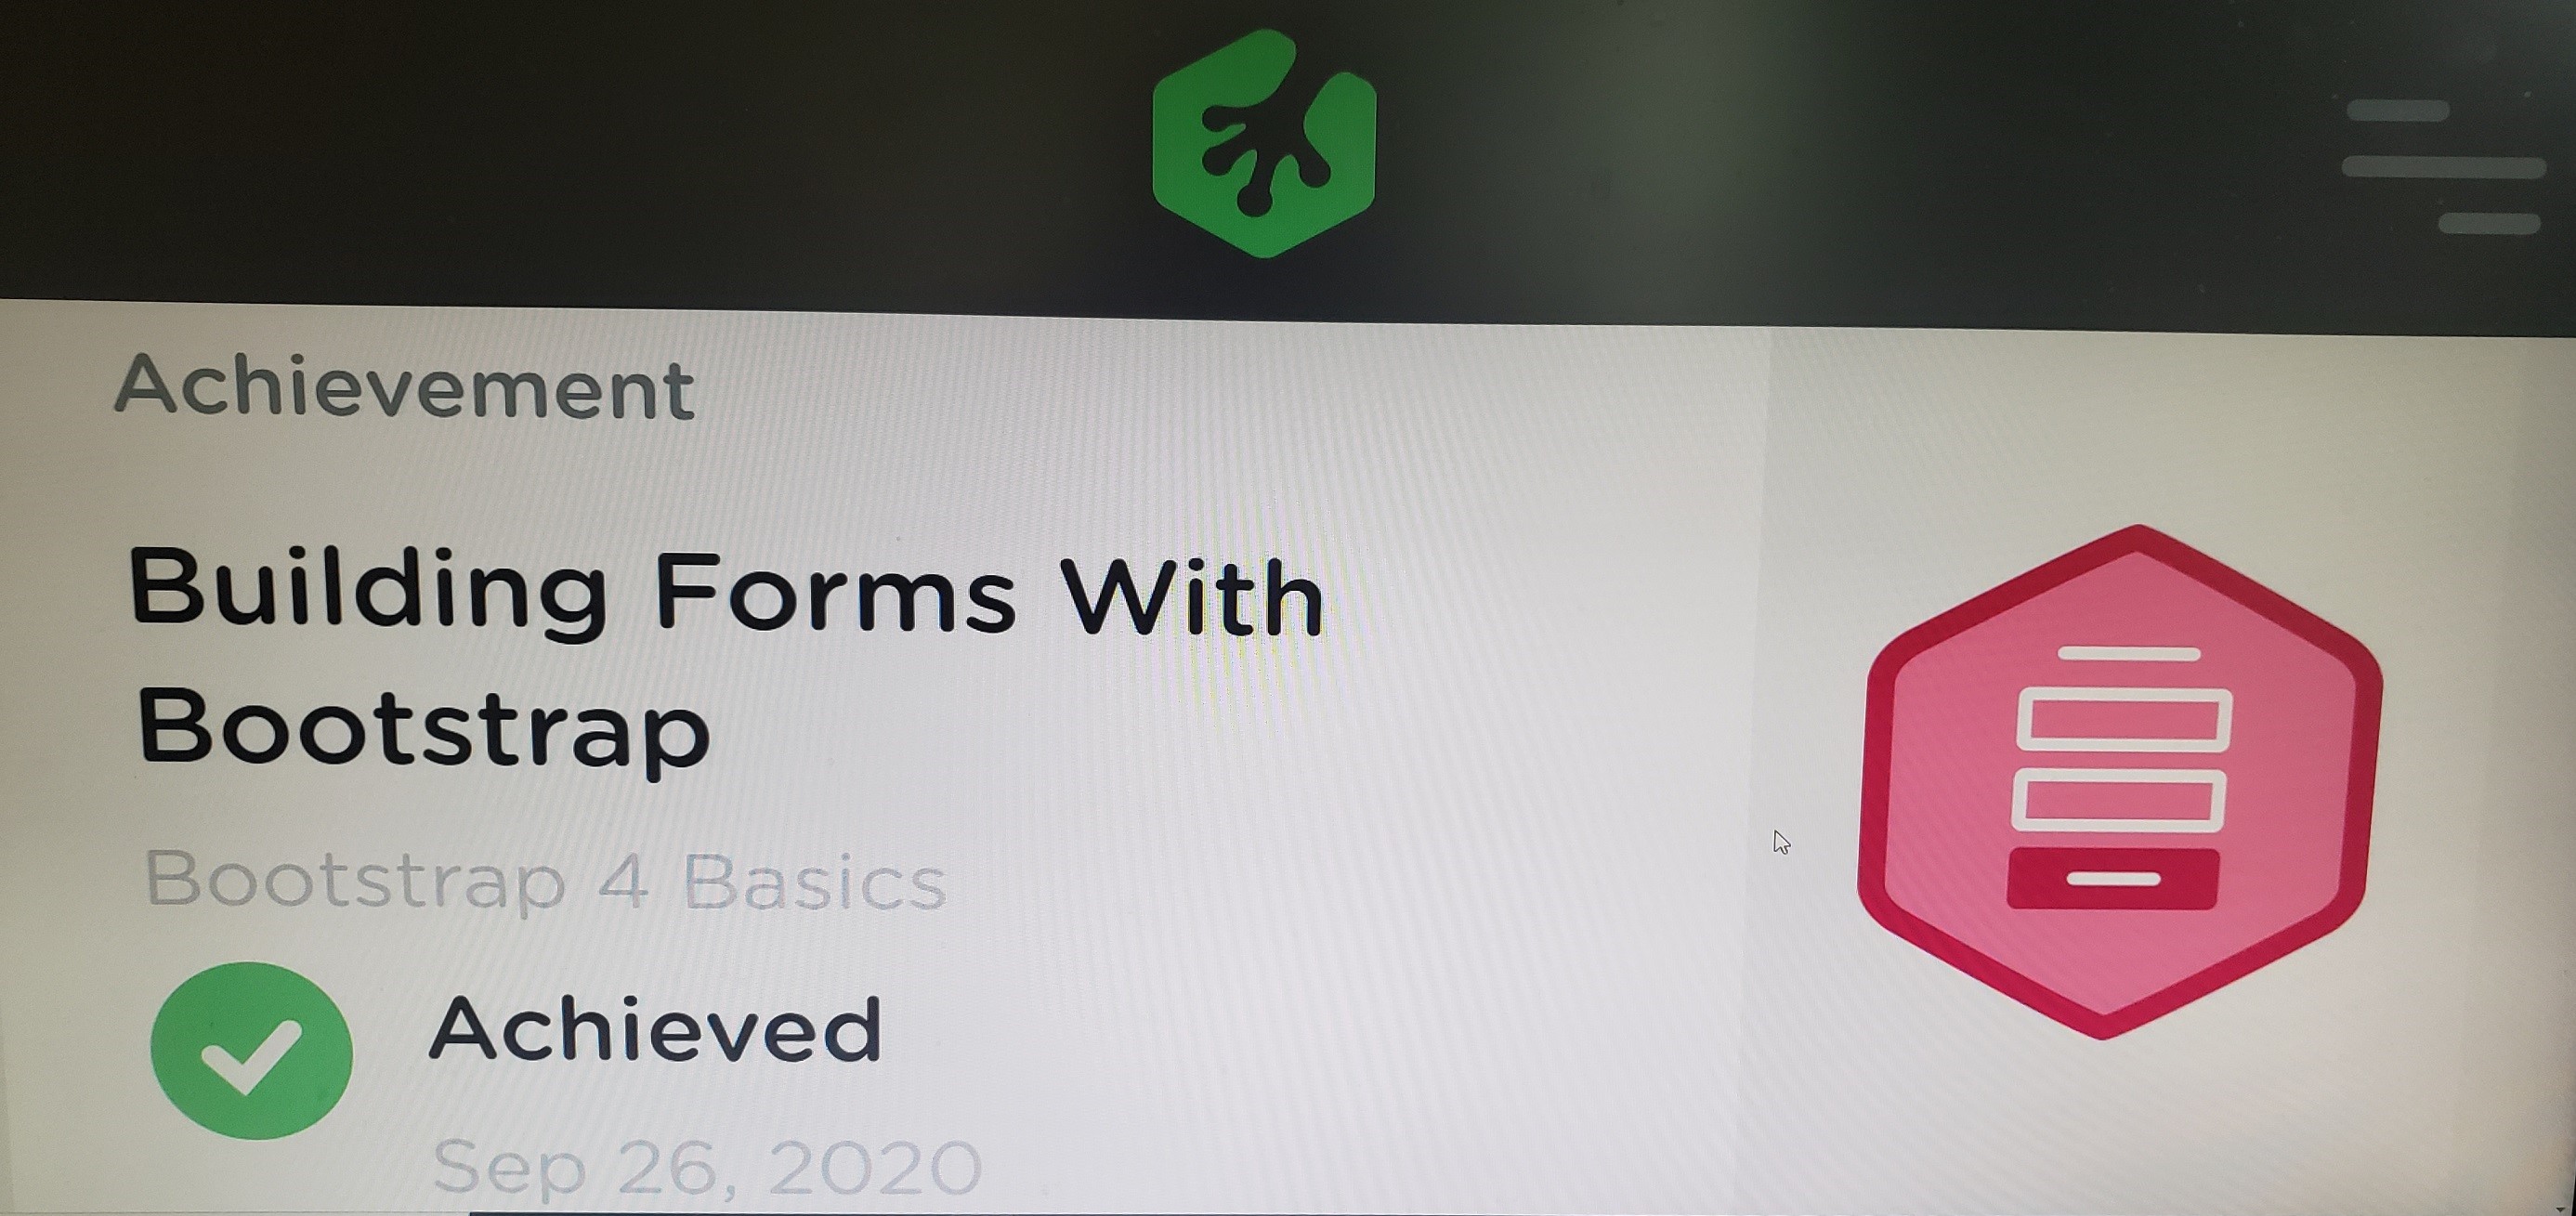 Achievement
Building Forms With
Bootstrap
Bootstrap 4 Basics
Achieved
Sep 26, 2020